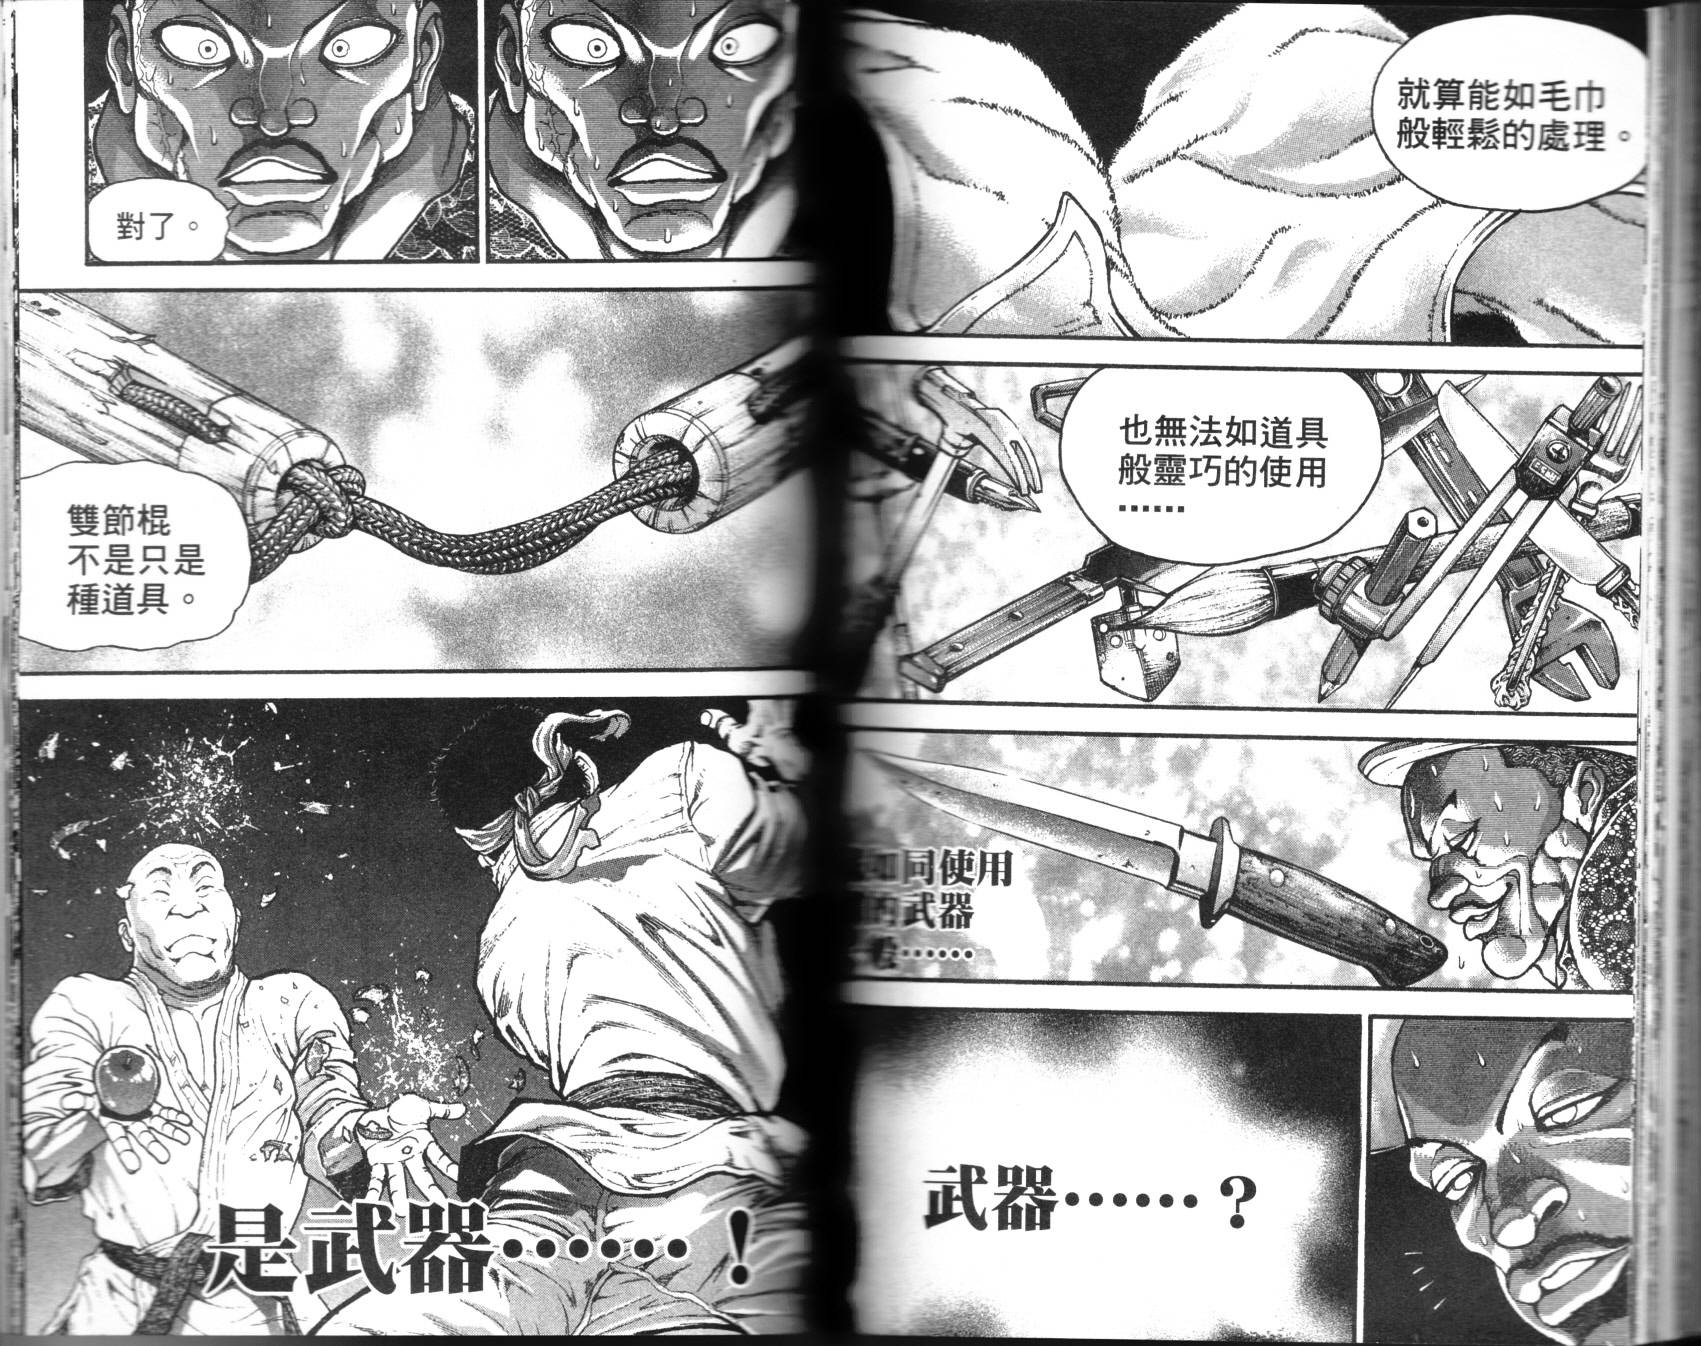 就算能如毛巾
般輕鬆的處理。
也無法如道具
般靈巧的使用
……
如同使用
的武器
般……
武器……？
對了。
雙節棍
不是只是
種道具。
是武器……！